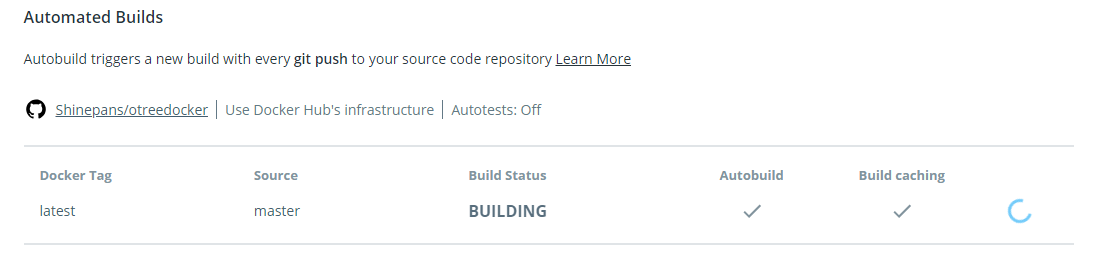 Automated Builds
Autobuild triggers a new build with every git push to your source code repository Learn More
Shinepans/otreedocker Use Docker Hub's infrastructure Autotests: Off
Docker Tag Source Build Status Autobuild Build caching
latest master BUILDING